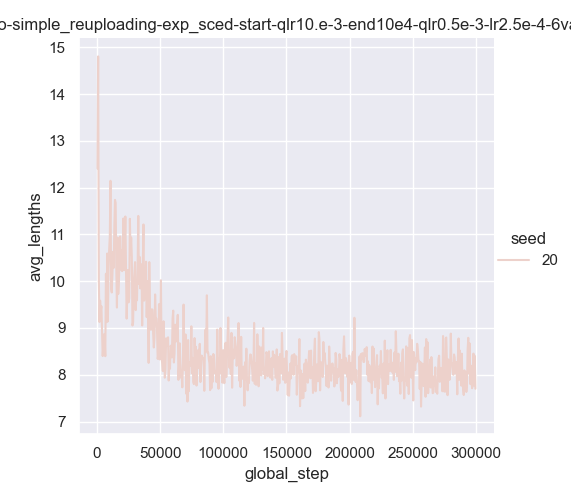 o-simple_reuploading-exp_sced-start-qlr10.e-3-end10e4-qlr0.5e-3-lr2.5e-4-6va
15
14
13
12
11
10
9
8
7
avg_lengths
seed
20
0 50000 100000 150000 200000 250000 300000
global_step